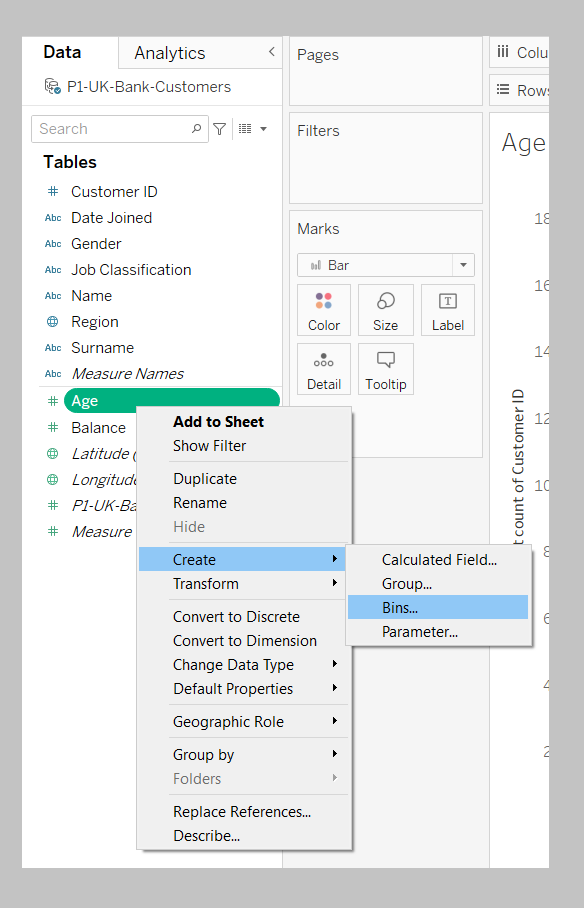 Data
Analytics
P1-UK-Bank-Customers
Search
Tables
# Customer ID
Abc Date Joined
Abc Gender
Abc Job Classification
Abc Name
Region
Abc Surname
Abc Measure Names
# Age
# Balance
Latitude (
Longitude
# P1-UK-Ba
# Measure
Add to Sheet
Show Filter
Duplicate
Rename
Hide
Create
Transform
Convert to Discrete
Convert to Dimension
Change Data Type
Default Properties
Geographic Role
Group by
Folders
Replace References...
Describe...
Calculated Field...
Group...
Bins...
Parameter...
Pages
Filters
Marks
Bar
Color
Size
T
Label
Detail
Tooltip
Colu
Rows
Age
18
16
14
12
10
8
6
4
2
t count of Customer ID